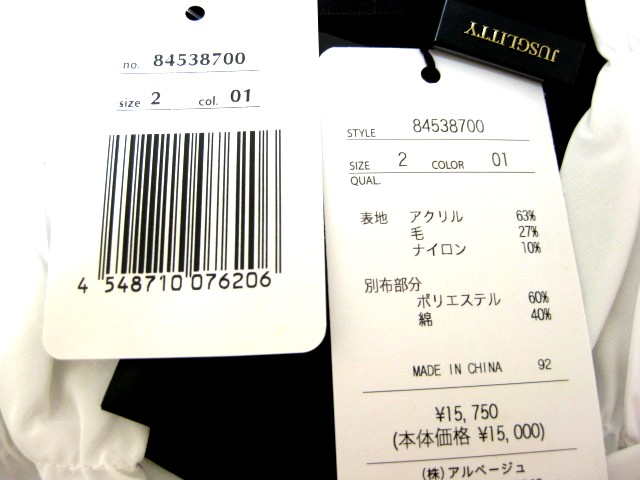 no. 84538700
size 2 col. 01
4 548710 076206
JUSGLITTY
STYLE 84538700
SIZE 2 COLOR 01
QUAL.
表地 アクリル 63%
毛 27%
ナイロン 10%
別布部分
ポリエステル 60%
綿 40%
MADE IN CHINA 92
¥15,750
(本体価格 ¥15,000)
(株)アルページュ